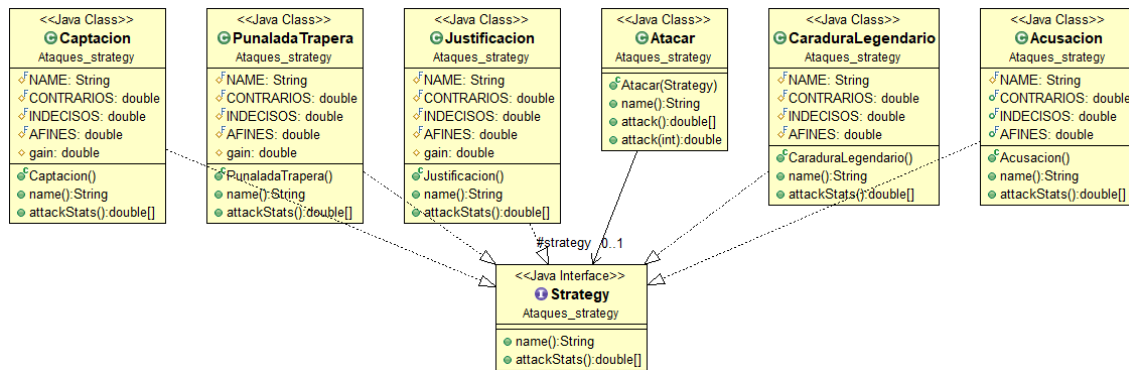 <<Java Class>>
Captacion
Ataques_strategy
NAME: String
CONTRARIOS: double
INDECISOS: double
AFINES: double
gain: double
Captacion()
name():String
attackStats():double[]
<<Java Class>>
PunaladaTrapera
Ataques_strategy
NAME: String
CONTRARIOS: double
INDECISOS: double
AFINES: double
gain: double
PunaladaTrapera()
name():String
attackStats():double[]
<<Java Class>>
Justificacion
Ataques_strategy
NAME: String
CONTRARIOS: double
INDECISOS: double
AFINES: double
gain: double
Justificacion()
name():String
attackStats():double[]
<<Java Class>>
Atacar
Ataques_strategy
Atacar(Strategy)
name():String
attack():double[]
attack(int):double
<<Java Class>>
CaraduraLegendario
Ataques_strategy
NAME: String
CONTRARIOS: double
INDECISOS: double
AFINES: double
CaraduraLegendario()
name():String
attackStats():double[]
<<Java Class>>
Acusacion
Ataques_strategy
NAME: String
CONTRARIOS: double
INDECISOS: double
AFINES: double
Acusacion()
name():String
attackStats():double[]
#strategy 0..1
<<Java Interface>>
Strategy
Ataques_strategy
name():String
attackStats():double[]